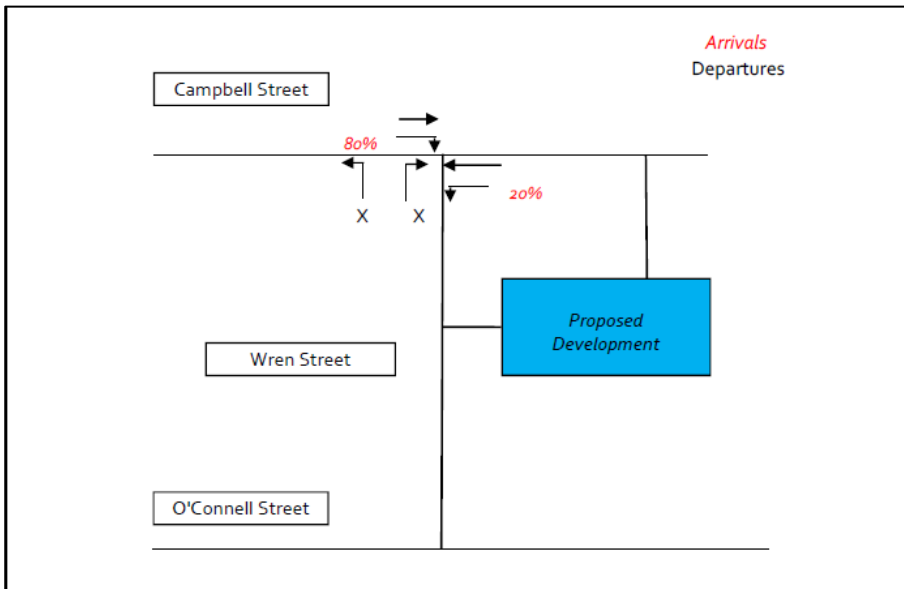 Arrivals
Departures
Campbell Street
80%
X X
20%
Proposed
Development
Wren Street
O'Connell Street